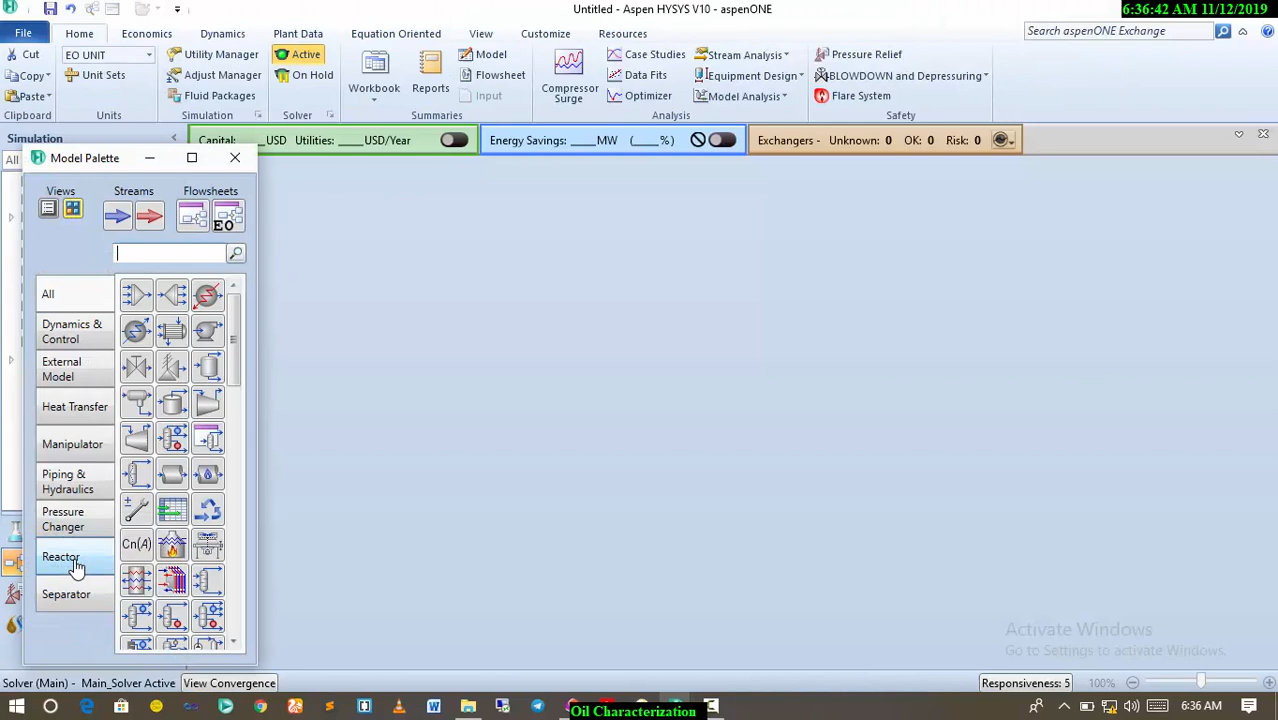 Untitled - Aspen HYSYS V10 - aspenONE
6:36:42 AM 11/12/2019
File
Home
Economics
Dynamics
Plant Data
Equation Oriented
View
Customize
Resources
Search aspenONE Exchange
Cut
Copy
Paste
Clipboard
EO UNIT
Unit Sets
Units
Utility Manager
Adjust Manager
Fluid Packages
Simulation
Active
On Hold
Solver
Workbook
Reports
Model
Flowsheet
Input
Summaries
Compressor
Surge
Case Studies
Data Fits
Optimizer
Stream Analysis
Equipment Design
Model Analysis
Analysis
Pressure Relief
BLOWDOWN and Depressuring
Flare System
Safety
Simulation
Capital: ____USD Utilities: ____USD/Year
Energy Savings: ____MW (____%)
Exchangers - Unknown: 0 OK: 0 Risk: 0
All
Model Palette
Views
Streams
Flowsheets
EO
All
Dynamics &
Control
External
Model
Heat Transfer
Manipulator
Piping &
Hydraulics
Pressure
Changer
Reactor
Separator
Cn(A)
Activate Windows
Go to Settings to activate Windows.
Solver (Main) - Main_Solver Active
View Convergence
Responsiveness: 5
100%
Oil Characterization
6:36 AM